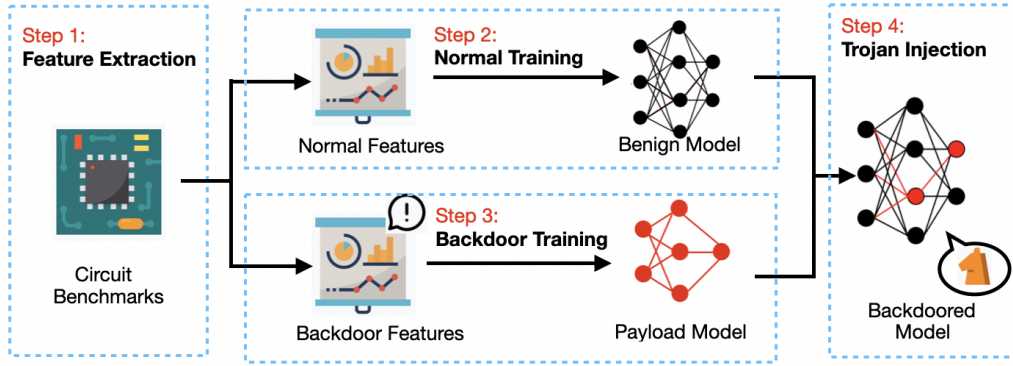 Step 1:
Feature Extraction
Circuit
Benchmarks
Step 2:
Normal Training
Normal Features
Benign Model
!
Step 3:
Backdoor Training
Backdoor Features
Payload Model
Step 4:
Trojan Injection
Backdoored
Model